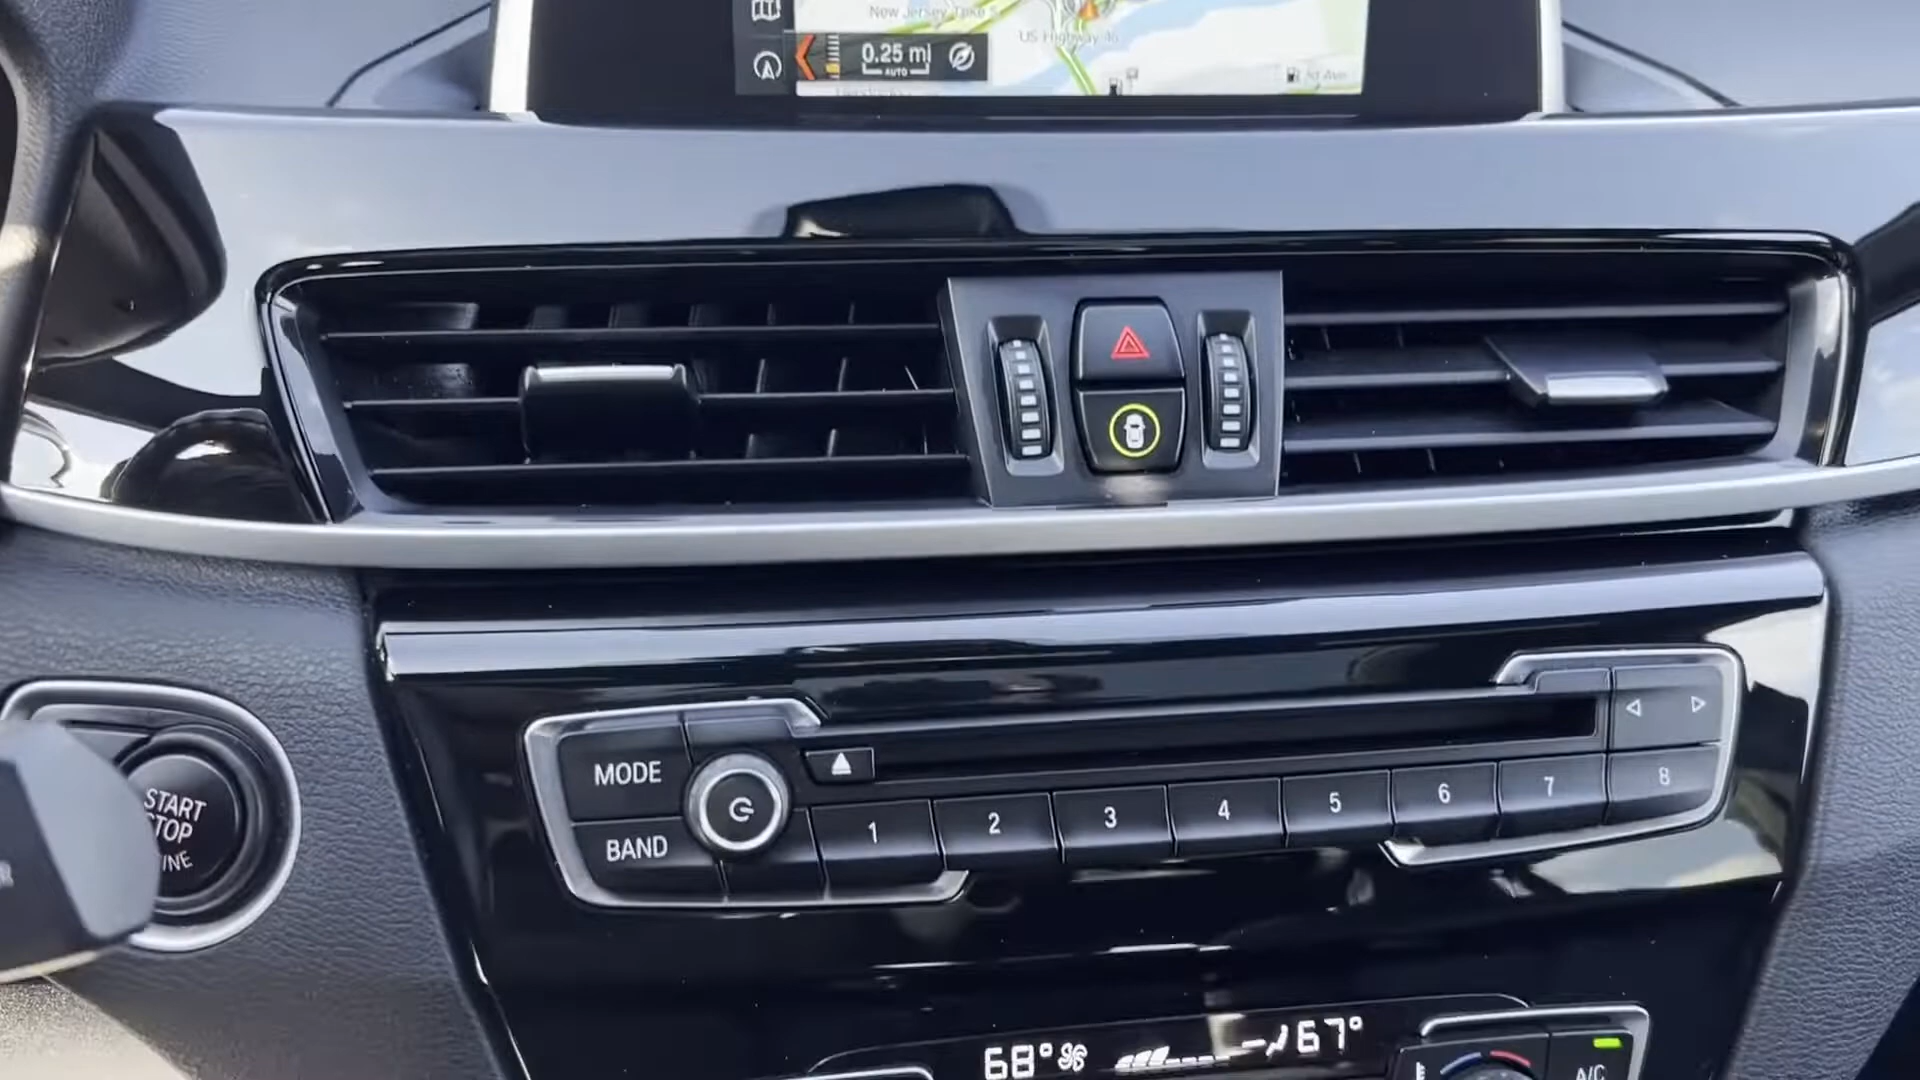 New Jersey Tpke S
US Highway 46
0.25 mi
AUTO
MODE
BAND
1
2
3
4
5
6
7
8
START
STOP
68°
67°
A/C